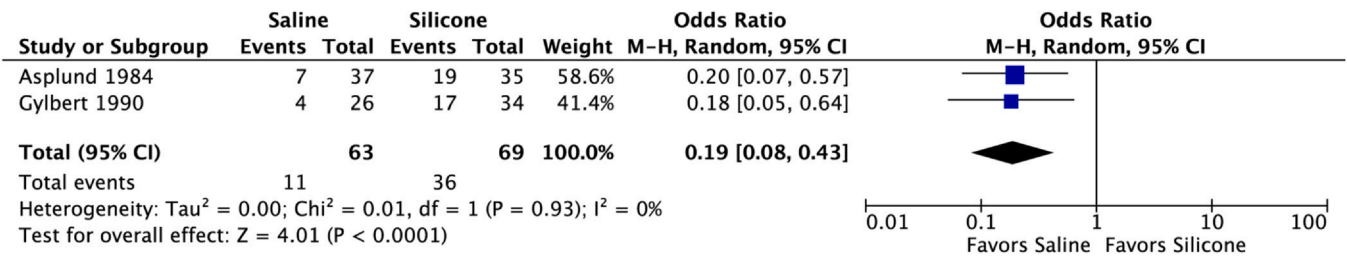 Saline Silicone Odds Ratio Odds Ratio
Study or Subgroup Events Total Events Total Weight M-H, Random, 95% CI M-H, Random, 95% CI
Asplund 1984 7 37 19 35 58.6% 0.20 [0.07, 0.57]
Gylbert 1990 4 26 17 34 41.4% 0.18 [0.05, 0.64]
Total (95% CI) 63 69 100.0% 0.19 [0.08, 0.43]
Total events 11 36
Heterogeneity: Tau² = 0.00; Chi² = 0.01, df = 1 (P = 0.93); I² = 0%
Test for overall effect: Z = 4.01 (P < 0.0001)
0.01 0.1 1 10 100
Favors Saline Favors Silicone